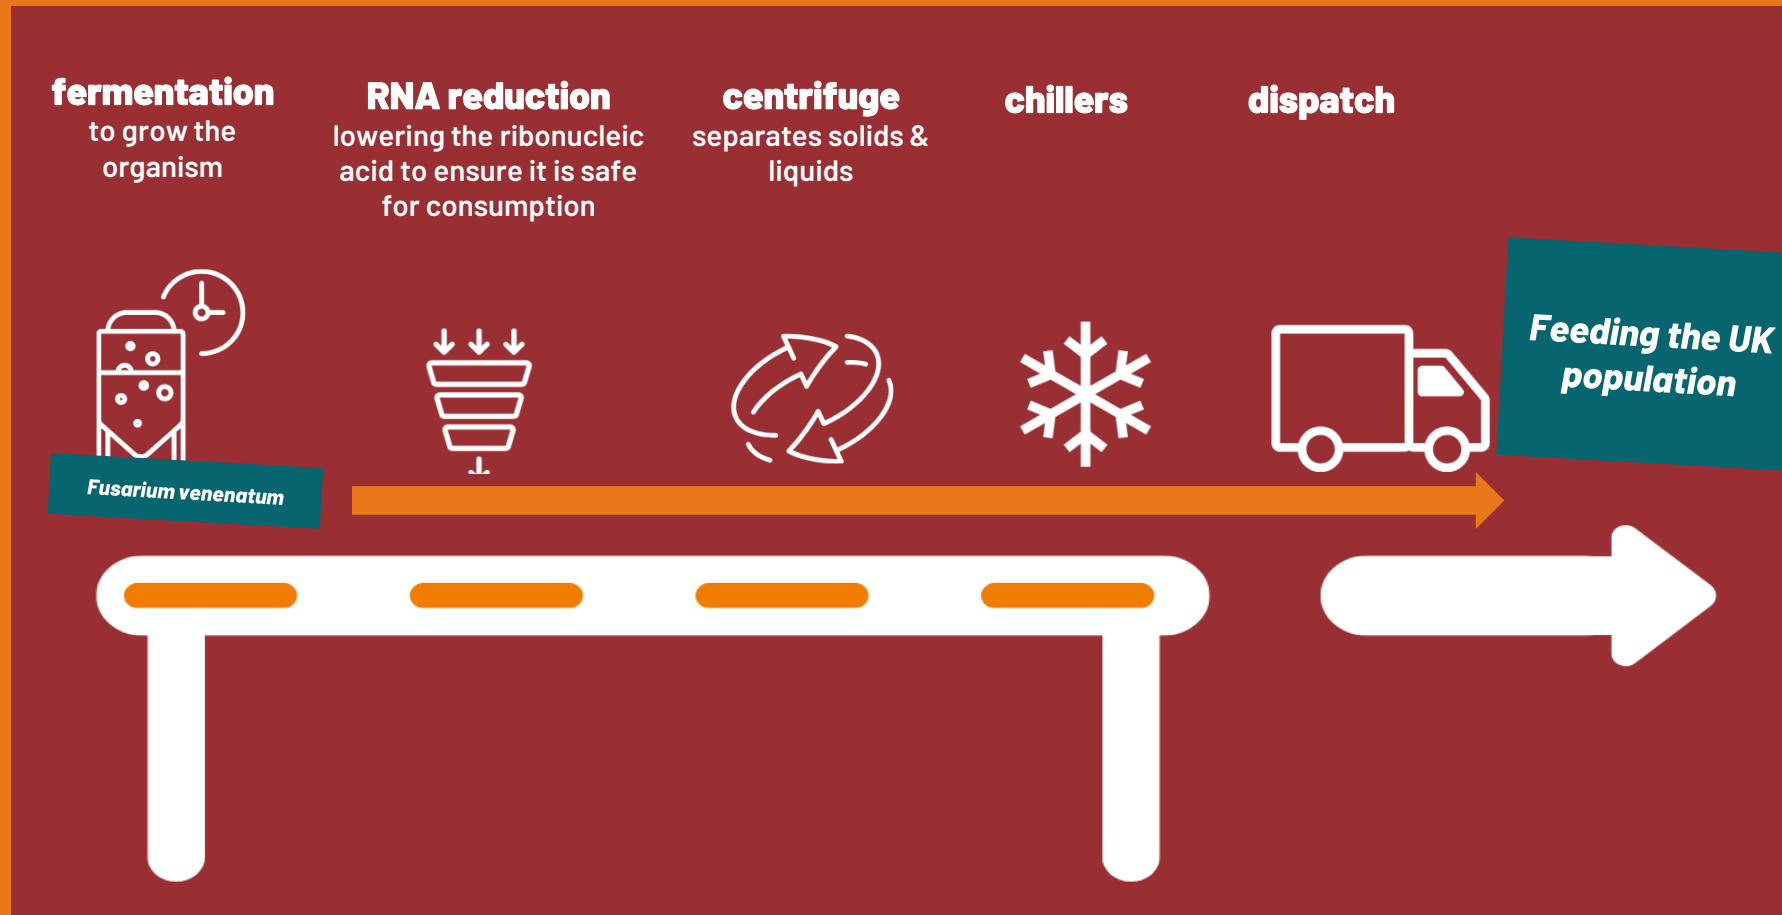 fermentation
to grow the
organism
RNA reduction
lowering the ribonucleic
acid to ensure it is safe
for consumption
centrifuge
separates solids &
liquids
chillers
dispatch
Feeding the UK
population
Fusarium venenatum